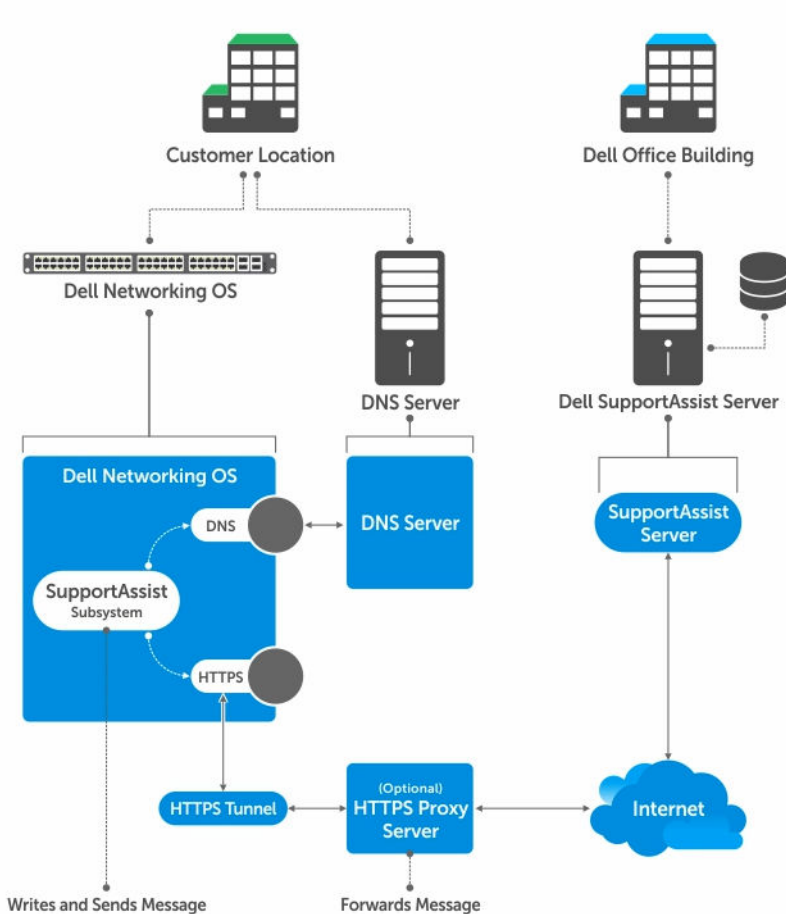 Customer Location
Dell Office Building
Dell Networking OS
DNS Server
Dell SupportAssist Server
Dell Networking OS
DNS
DNS Server
SupportAssist
Server
SupportAssist
Subsystem
HTTPS
HTTPS Tunnel
(Optional)
HTTPS Proxy
Server
Internet
Writes and Sends Message
Forwards Message